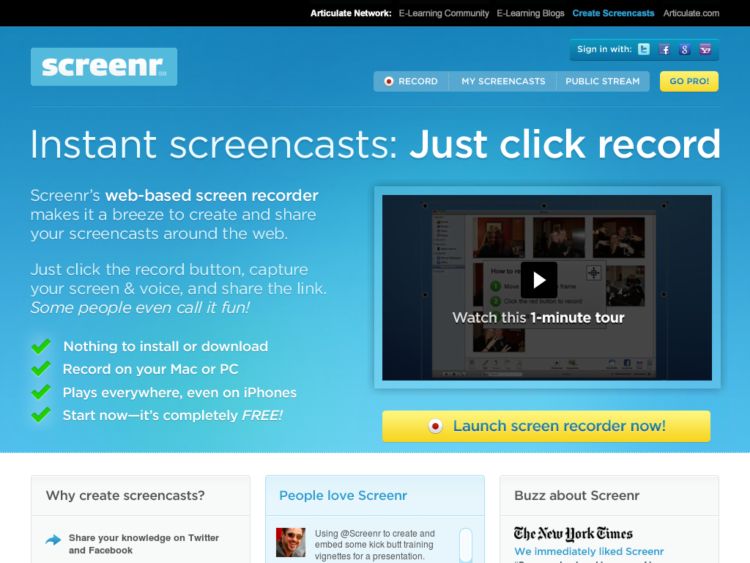 Articulate Network: E-Learning Community E-Learning Blogs Create Screencasts Articulate.com
Sign in with:
screenr
RECORD MY SCREENCASTS PUBLIC STREAM GO PRO!
Instant screencasts: Just click record
Screenr's web-based screen recorder
makes it a breeze to create and share
your screencasts around the web.
Just click the record button, capture
your screen & voice, and share the link.
Some people even call it fun!
Nothing to install or download
Record on your Mac or PC
Plays everywhere, even on iPhones
Start now—it's completely FREE!
How to re
1 Move frame
2 Click the red button to record
Watch this 1-minute tour
Launch screen recorder now!
Why create screencasts?
Share your knowledge on Twitter
and Facebook
People love Screenr
Using @Screenr to create and
embed some kick butt training
vignettes for a presentation.
Buzz about Screenr
The New York Times
We immediately liked Screenr